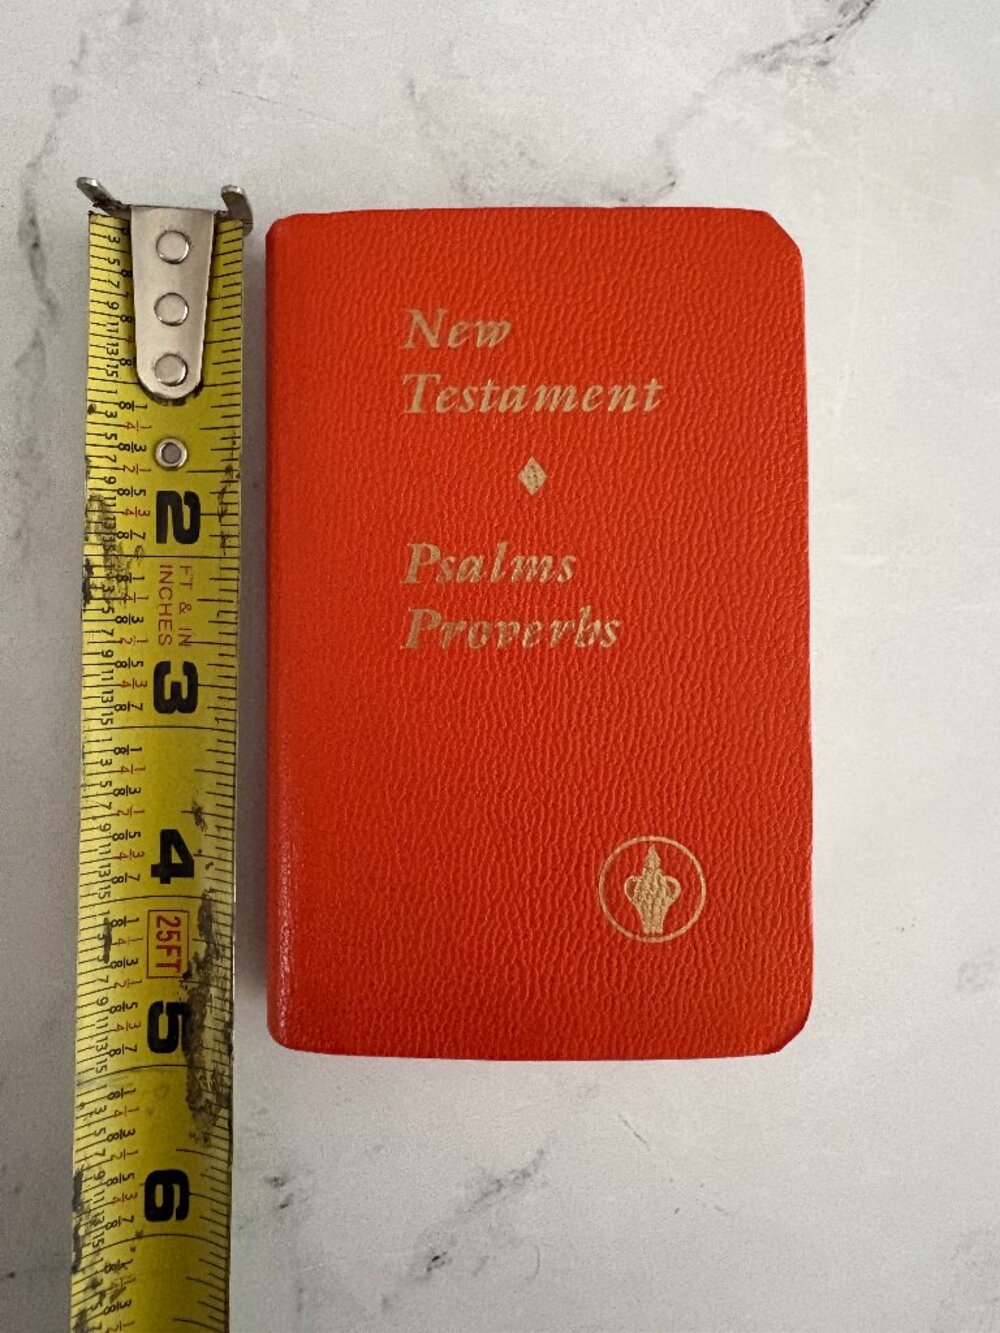 New
Testament
Psalms
Proverbs
2
FT & IN
INCHES
3
4
25FT
5
6